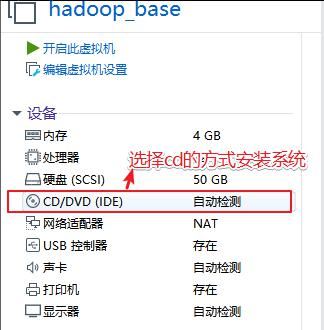 hadoop_base
开启此虚拟机
编辑虚拟机设置
设备
内存 4 GB
处理器
选择cd的方式安装系统
硬盘 (SCSI) 50 GB
CD/DVD (IDE) 自动检测
网络适配器 NAT
USB 控制器 存在
声卡 自动检测
打印机 存在
显示器 自动检测